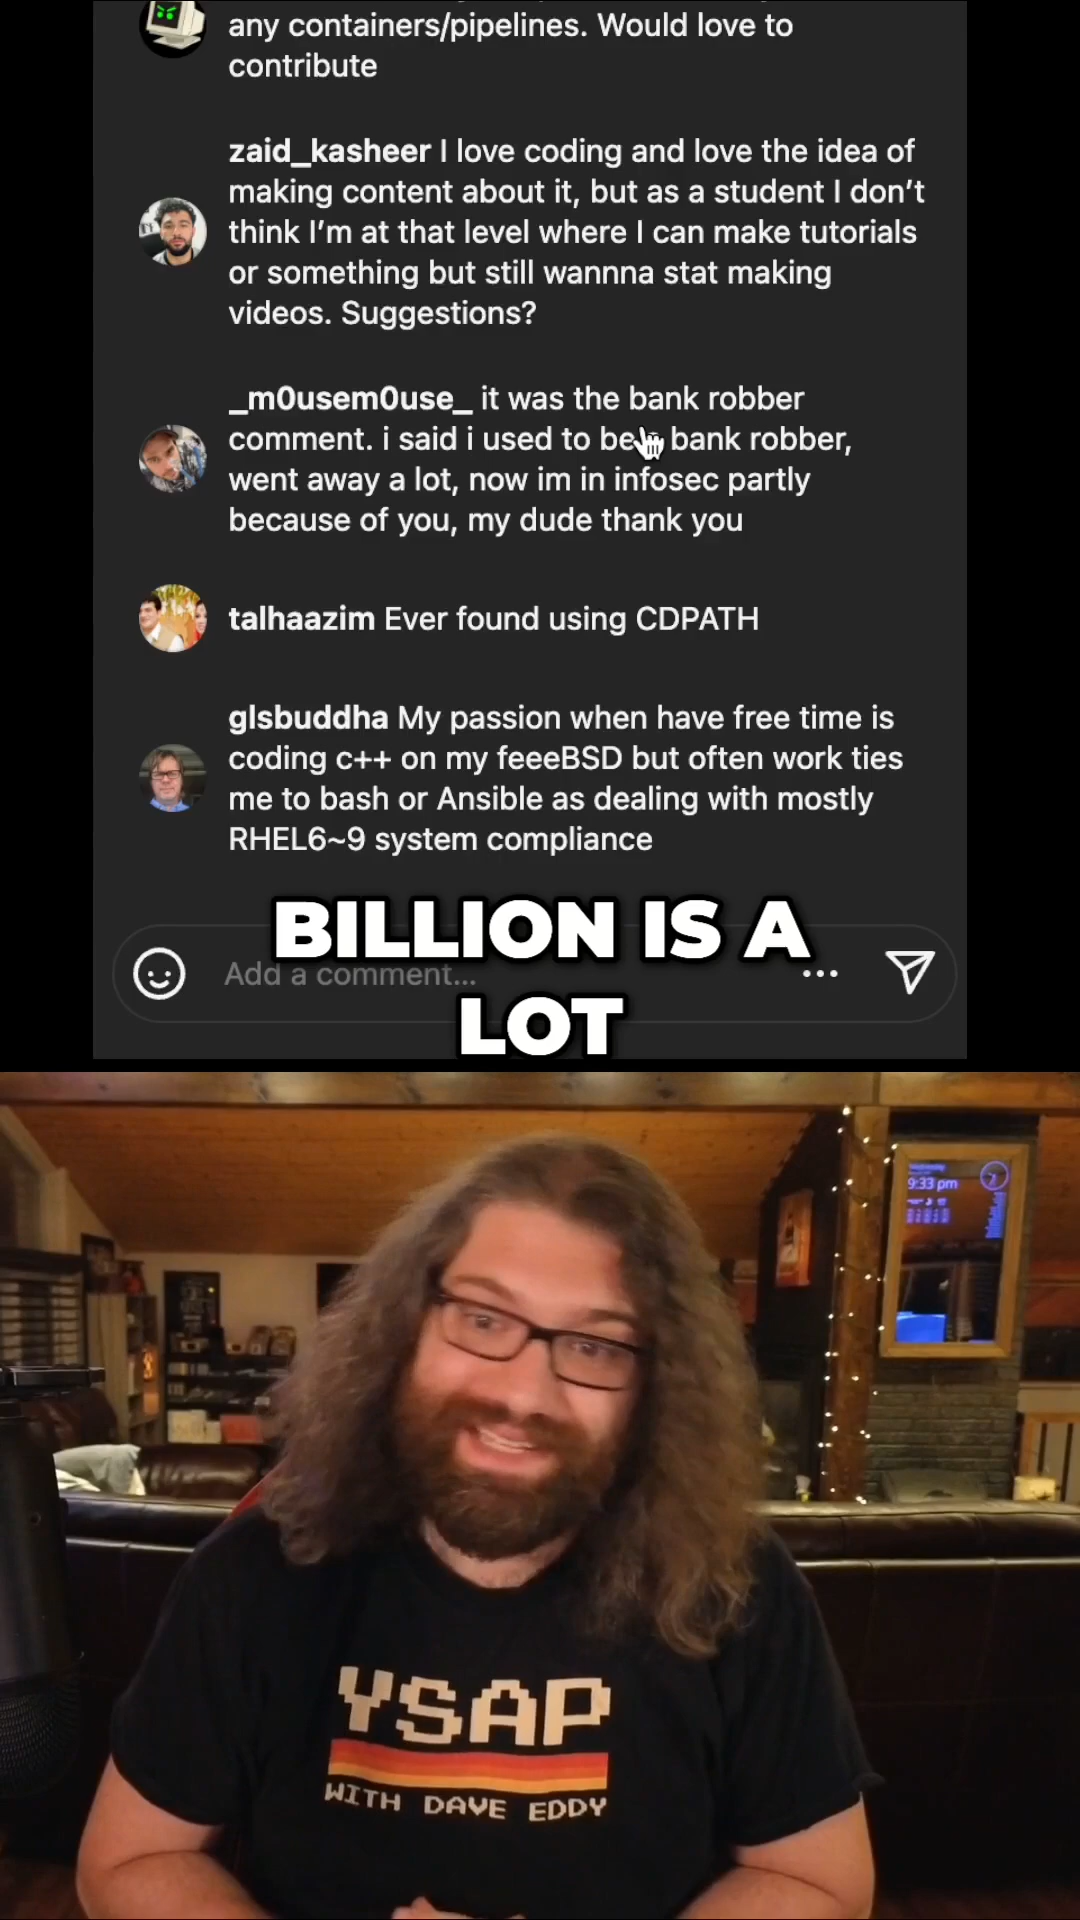 any containers/pipelines. Would love to
contribute
zaid_kasheer I love coding and love the idea of
making content about it, but as a student I don’t
think I’m at that level where I can make tutorials
or something but still wannna stat making
videos. Suggestions?
_m0usem0use_ it was the bank robber
comment. i said i used to be bank robber,
went away a lot, now im in infosec partly
because of you, my dude thank you
talhaazim Ever found using CDPATH
glsbuddha My passion when have free time is
coding c++ on my feeeBSD but often work ties
me to bash or Ansible as dealing with mostly
RHEL6~9 system compliance
BILLION IS A
Add a comment...
LOT
9:33 pm
YSAP
WITH DAVE EDDY